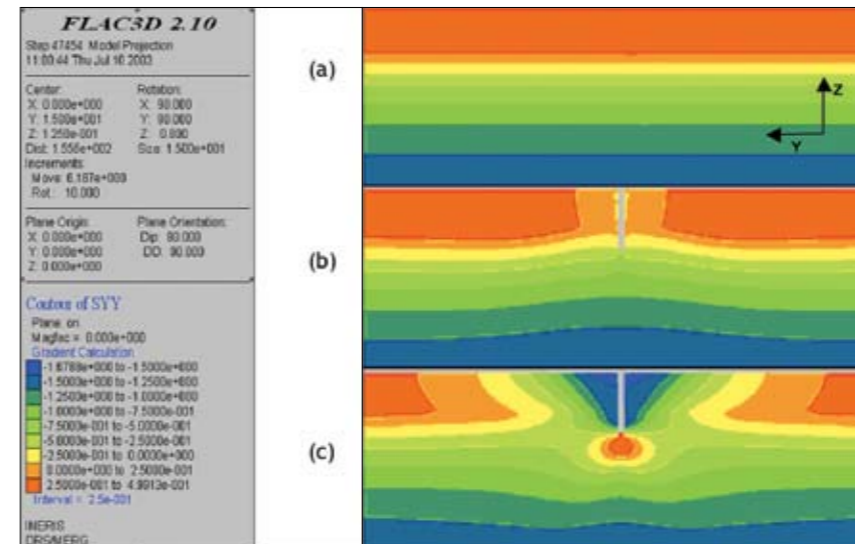 FLAC3D 2.10
Step 47454 Model Projection
11:00:44 Thu Jul 10 2003
Center:
X: 0.000e+000
Y: 1.500e+001
Z: 1.250e-001
Dist: 1.556e+002
Rotation:
X: 90.000
Y: 90.000
Z: 0.000
Size: 1.500e+001
Increments:
Move: 6.187e+000
Rot.: 10.000
Plane Origin:
X: 0.000e+000
Y: 0.000e+000
Z: 0.000e+000
Plane Orientation:
Dip: 90.000
DD: 90.000
Contour of SYY
Plane: on
Magfac = 0.000e+000
Gradient Calculation
-1.5000e+000 to -1.2500e+000
-1.2500e+000 to -1.0000e+000
-1.0000e+000 to -7.5000e-001
-7.5000e-001 to -5.0000e-001
-5.0000e-001 to -2.5000e-001
-2.5000e-001 to 0.0000e+000
0.0000e+000 to 2.5000e-001
2.5000e-001 to 4.9913e-001
Interval = 2.5e-001
INERIS
DRS/MERG
(a)
Z
Y
(b)
(c)